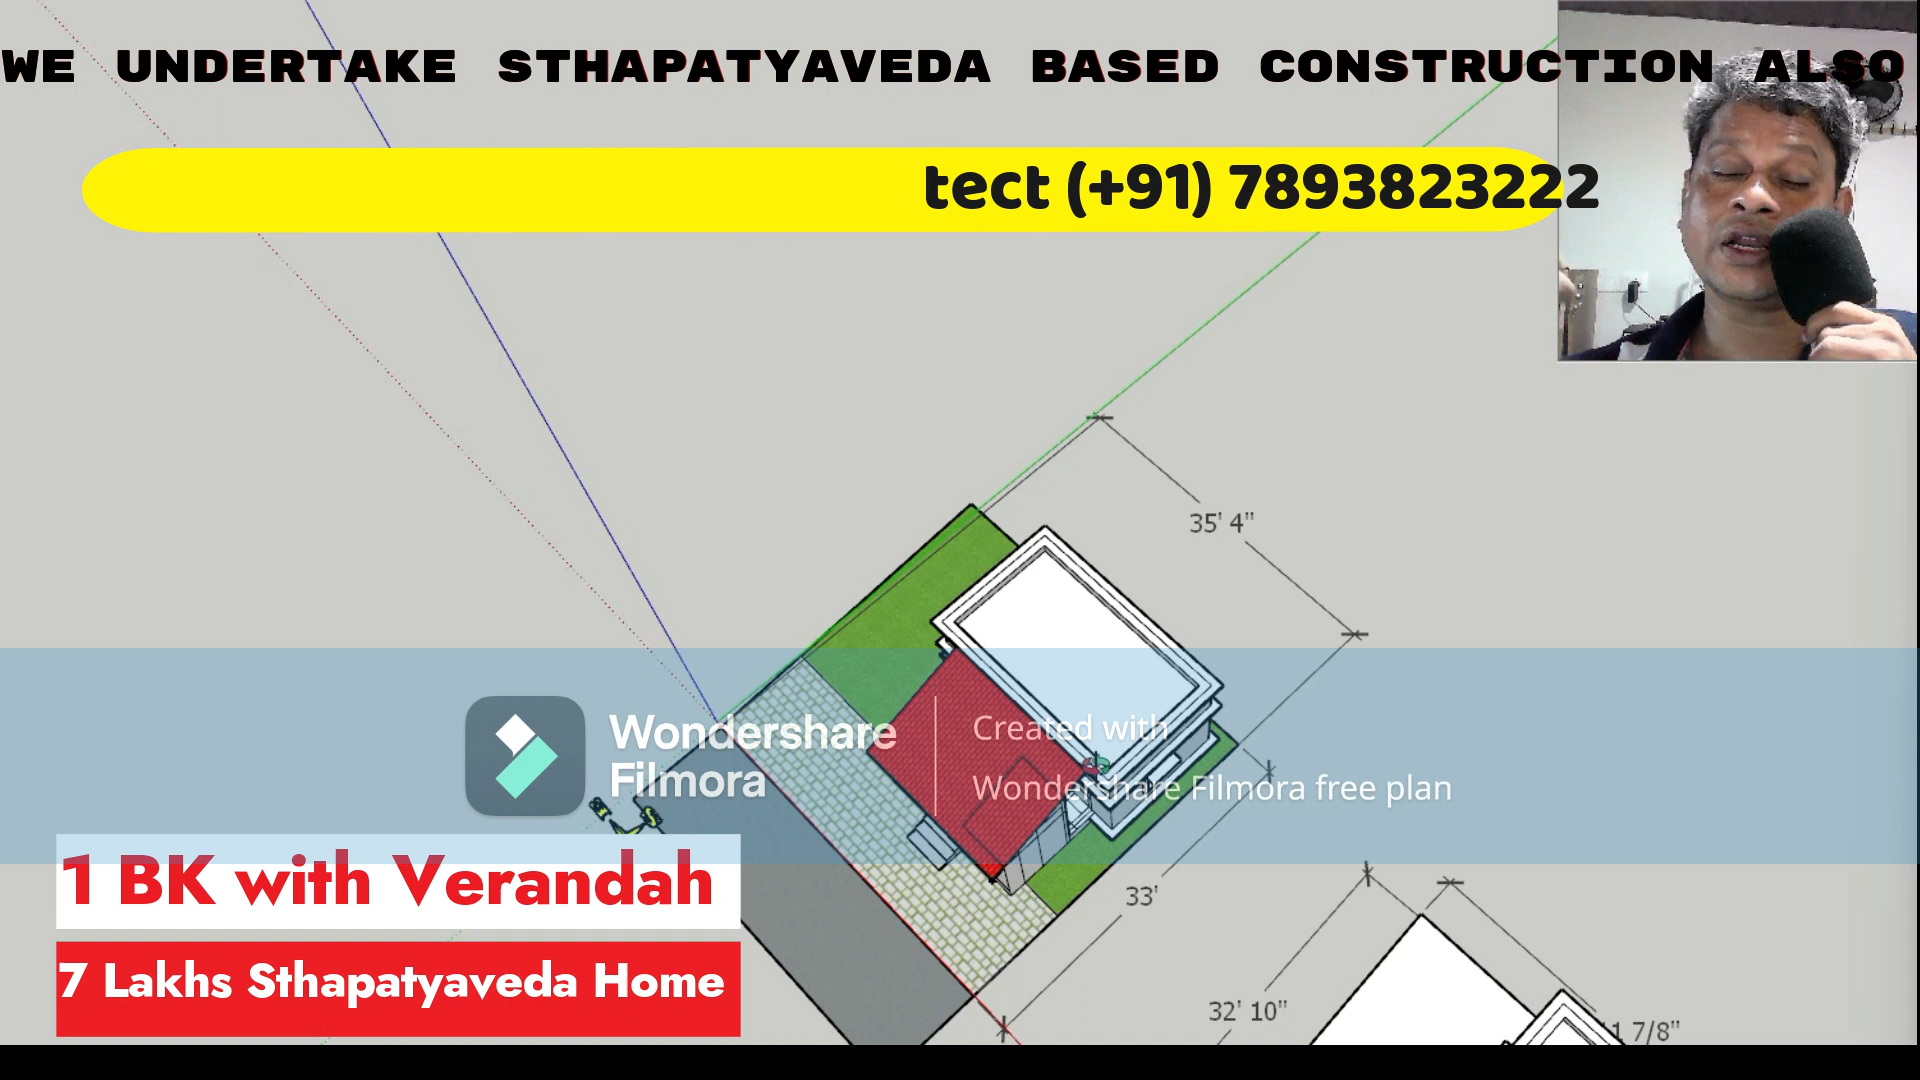 WE UNDERTAKE STHAPATYAVEDA BASED CONSTRUCTION ALSO
tect (+91) 7893823222
35' 4"
Wondershare
Filmora
Created with
Wondershare Filmora free plan
1 BK with Verandah
33'
7 Lakhs Sthapatyaveda Home
32' 10"
1 7/8"